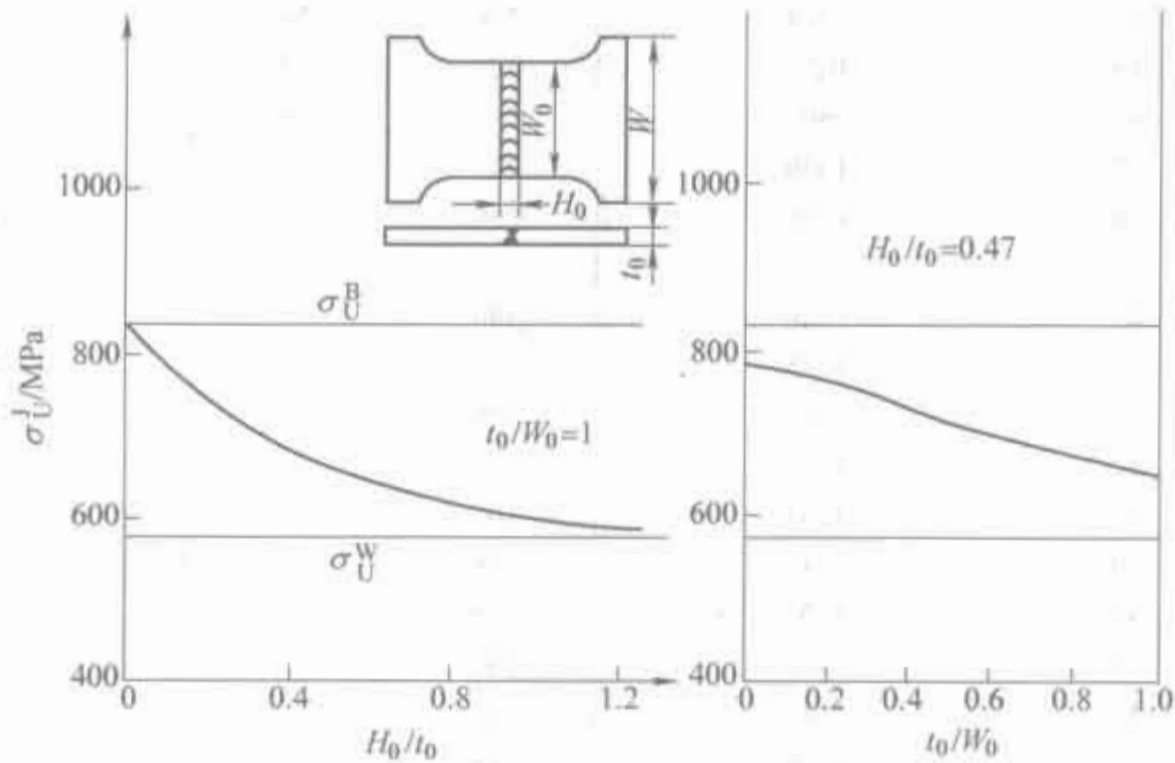 W₀
W
H₀
t₀
1000
800
600
400
σ_U^J/MPa
σ_U^B
t₀/W₀=1
σ_U^W
0 0.4 0.8 1.2
H₀/t₀
1000
800
600
400
H₀/t₀=0.47
0 0.2 0.4 0.6 0.8 1.0
t₀/W₀